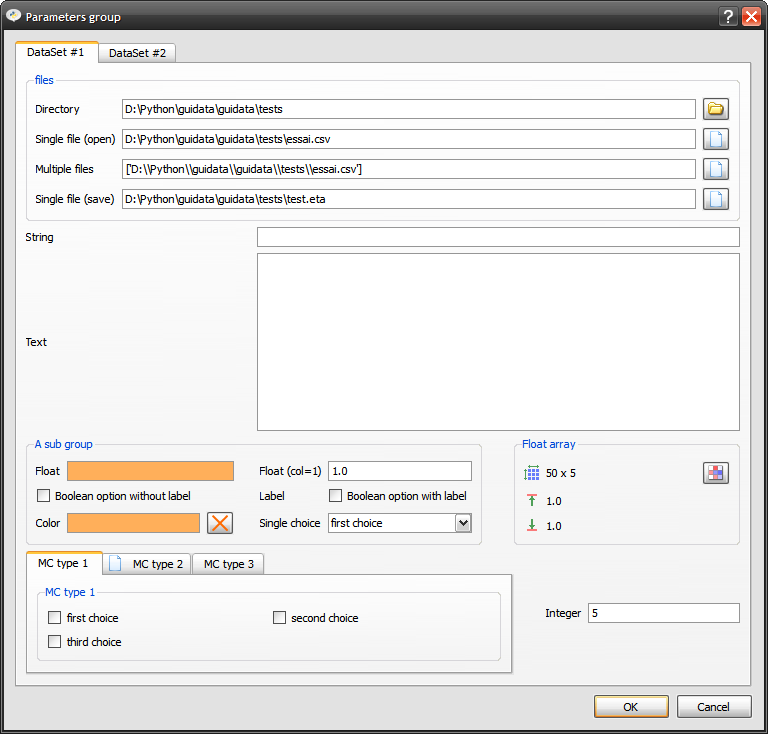 Parameters group
DataSet #1 DataSet #2
files
Directory D:\Python\guidata\guidata\tests
Single file (open) D:\Python\guidata\guidata\tests\essai.csv
Multiple files ['D:\\Python\\guidata\\guidata\\tests\\essai.csv']
Single file (save) D:\Python\guidata\guidata\tests\test.eta
String
Text
A sub group Float array
Float Float (col=1) 1.0 50 x 5
Boolean option without label Label Boolean option with label 1.0
Color Single choice first choice 1.0
MC type 1 MC type 2 MC type 3
MC type 1
first choice second choice Integer 5
third choice
OK Cancel